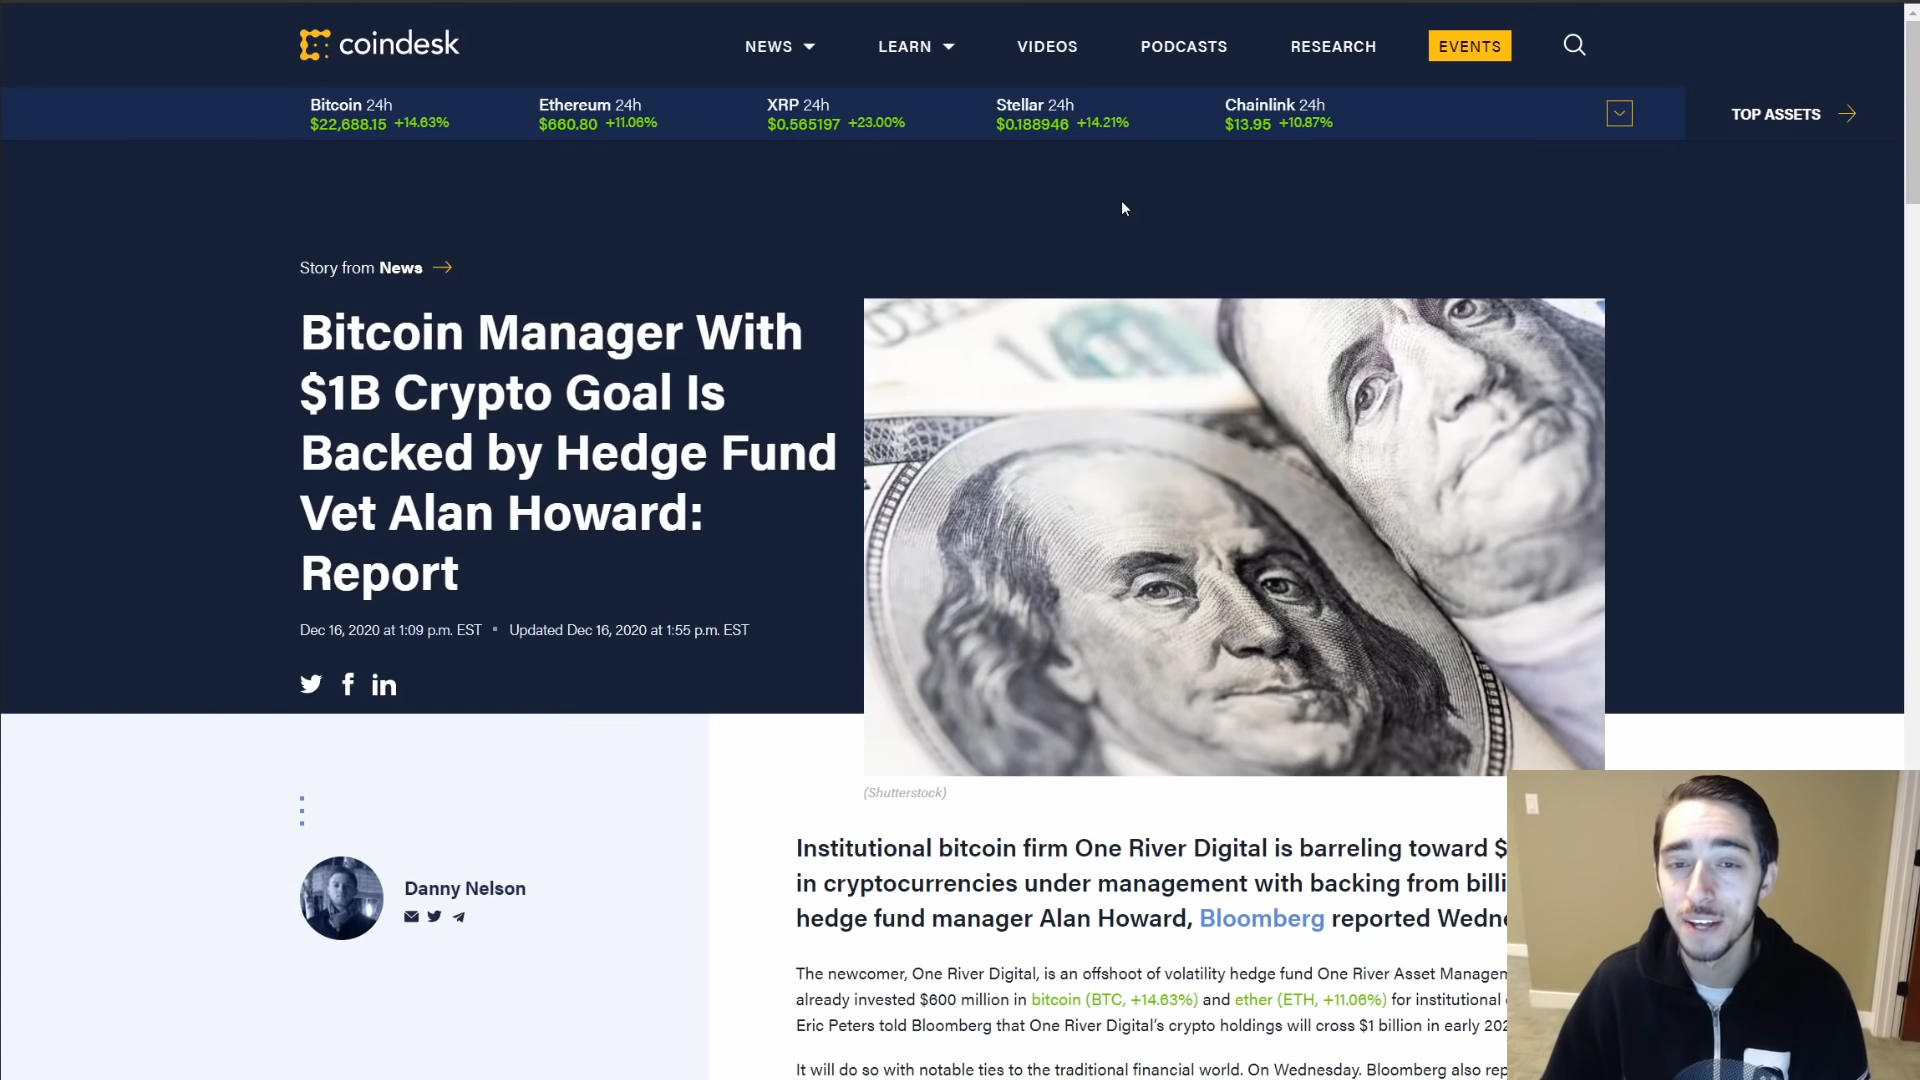 coindesk
NEWS
LEARN
VIDEOS
PODCASTS
RESEARCH
EVENTS
Bitcoin 24h
$22,688.15 +14.63%
Ethereum 24h
$660.80 +11.06%
XRP 24h
$0.565197 +23.00%
Stellar 24h
$0.188946 +14.21%
Chainlink 24h
$13.95 +10.87%
TOP ASSETS
Story from News
Bitcoin Manager With
$1B Crypto Goal Is
Backed by Hedge Fund
Vet Alan Howard:
Report
Dec 16, 2020 at 1:09 p.m. EST
Updated Dec 16, 2020 at 1:55 p.m. EST
(Shutterstock)
Danny Nelson
Institutional bitcoin firm One River Digital is barreling toward $
in cryptocurrencies under management with backing from billi
hedge fund manager Alan Howard, Bloomberg reported Wedne
The newcomer, One River Digital, is an offshoot of volatility hedge fund One River Asset Managem
already invested $600 million in bitcoin (BTC, +14.63%) and ether (ETH, +11.06%) for institutional
Eric Peters told Bloomberg that One River Digital's crypto holdings will cross $1 billion in early 202
It will do so with notable ties to the traditional financial world. On Wednesday, Bloomberg also rep